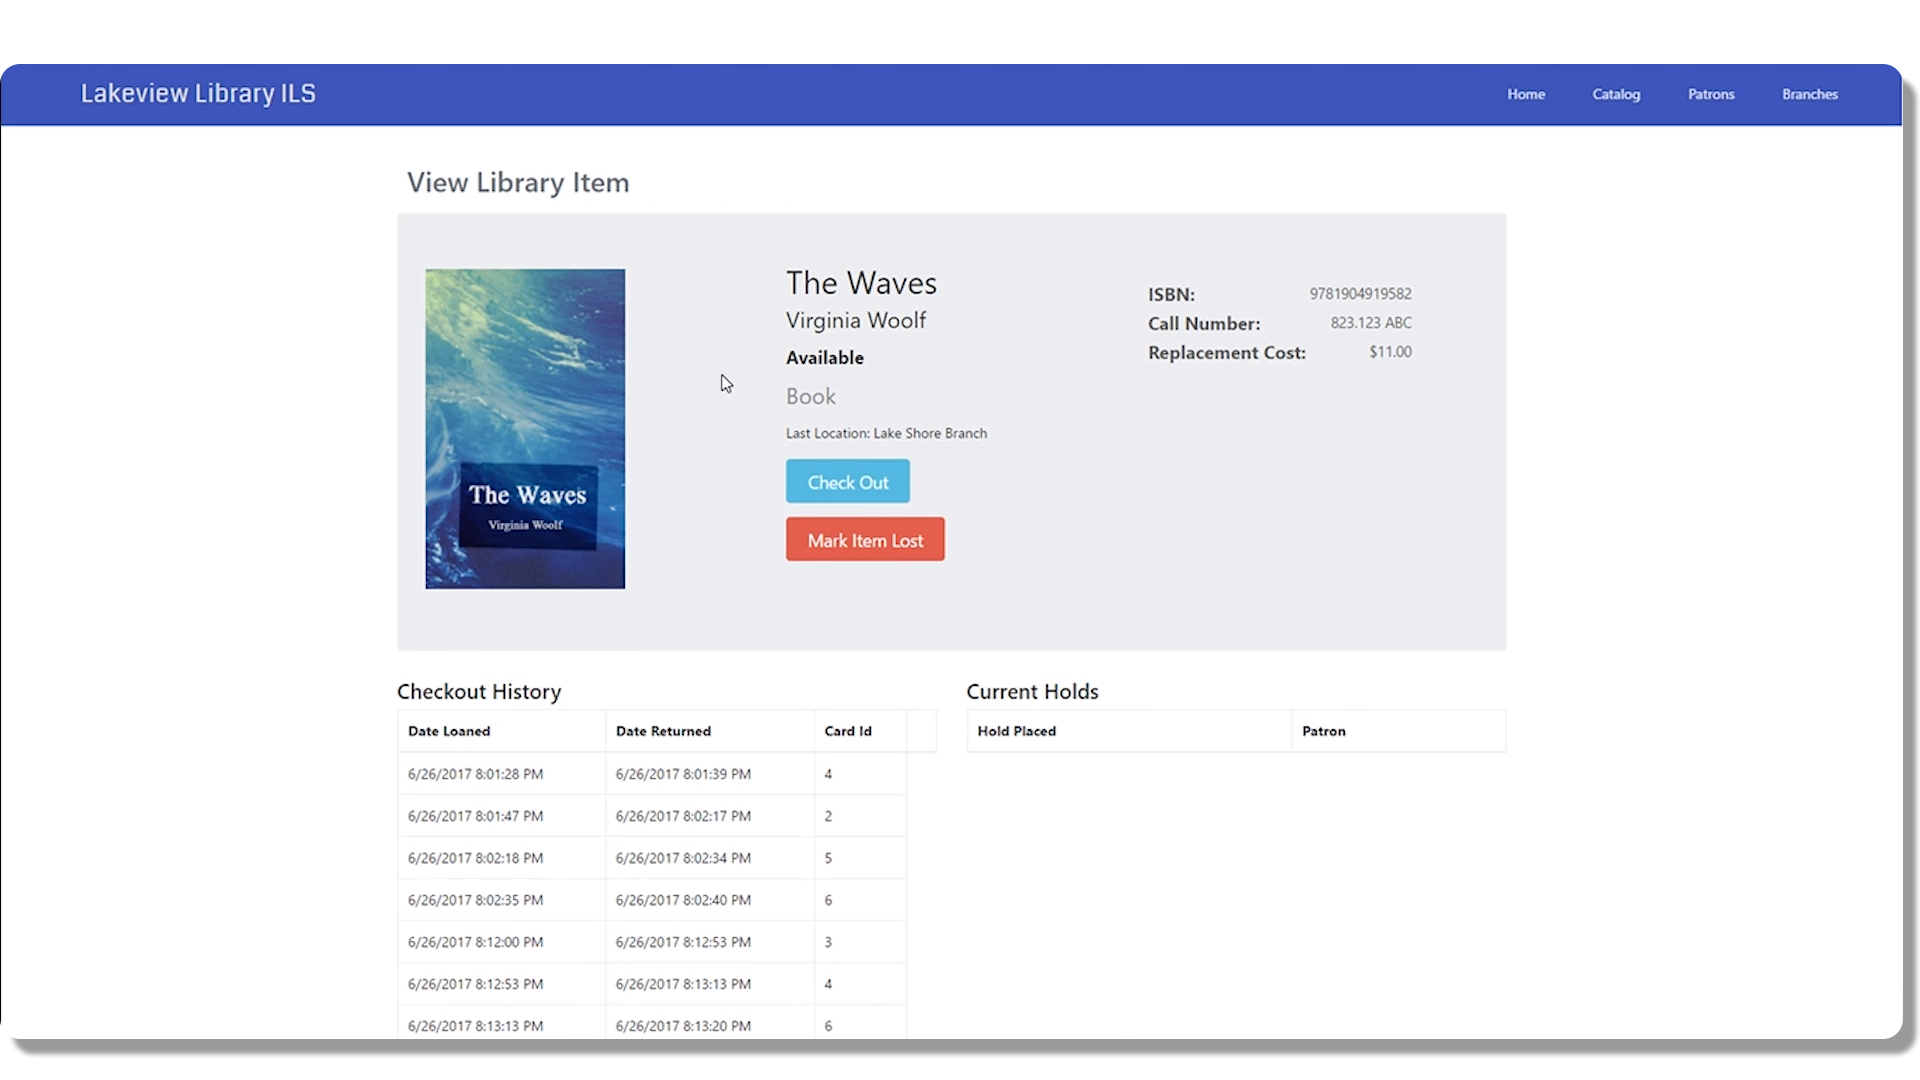 Lakeview Library ILS
Home Catalog Patrons Branches
View Library Item
The Waves
Virginia Woolf
The Waves
Virginia Woolf
Available
Book
Last Location: Lake Shore Branch
Check Out
Mark Item Lost
ISBN: 9781904919582
Call Number: 823.123 ABC
Replacement Cost: $11.00
Checkout History
Date Loaned Date Returned Card Id
6/26/2017 8:01:28 PM 6/26/2017 8:01:39 PM 4
6/26/2017 8:01:47 PM 6/26/2017 8:02:17 PM 2
6/26/2017 8:02:18 PM 6/26/2017 8:02:34 PM 5
6/26/2017 8:02:35 PM 6/26/2017 8:02:40 PM 6
6/26/2017 8:12:00 PM 6/26/2017 8:12:53 PM 3
6/26/2017 8:12:53 PM 6/26/2017 8:13:13 PM 4
6/26/2017 8:13:13 PM 6/26/2017 8:13:20 PM 6
Current Holds
Hold Placed Patron